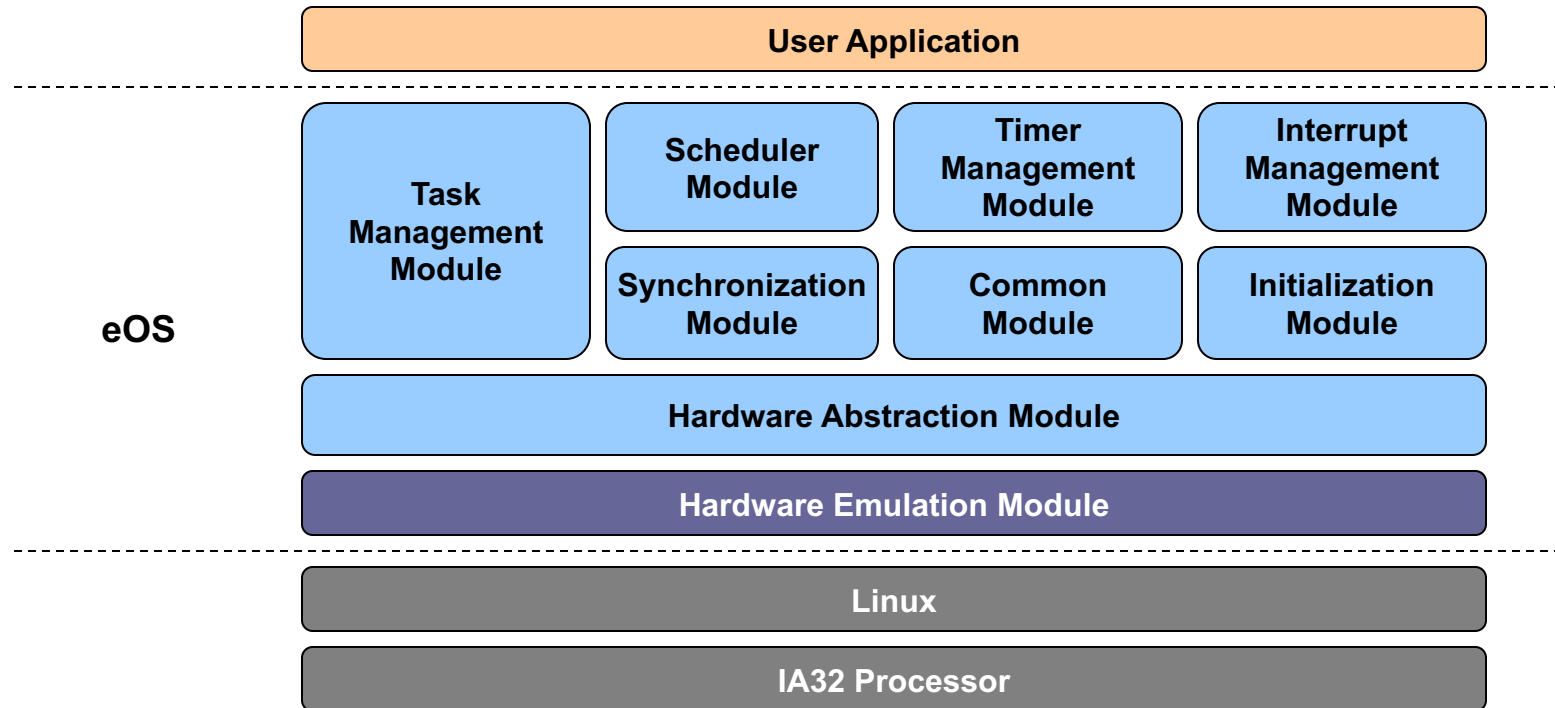 User Application
Task
Management
Module
Scheduler
Module
Timer
Management
Module
Interrupt
Management
Module
Synchronization
Module
Common
Module
Initialization
Module
eOS
Hardware Abstraction Module
Hardware Emulation Module
Linux
IA32 Processor